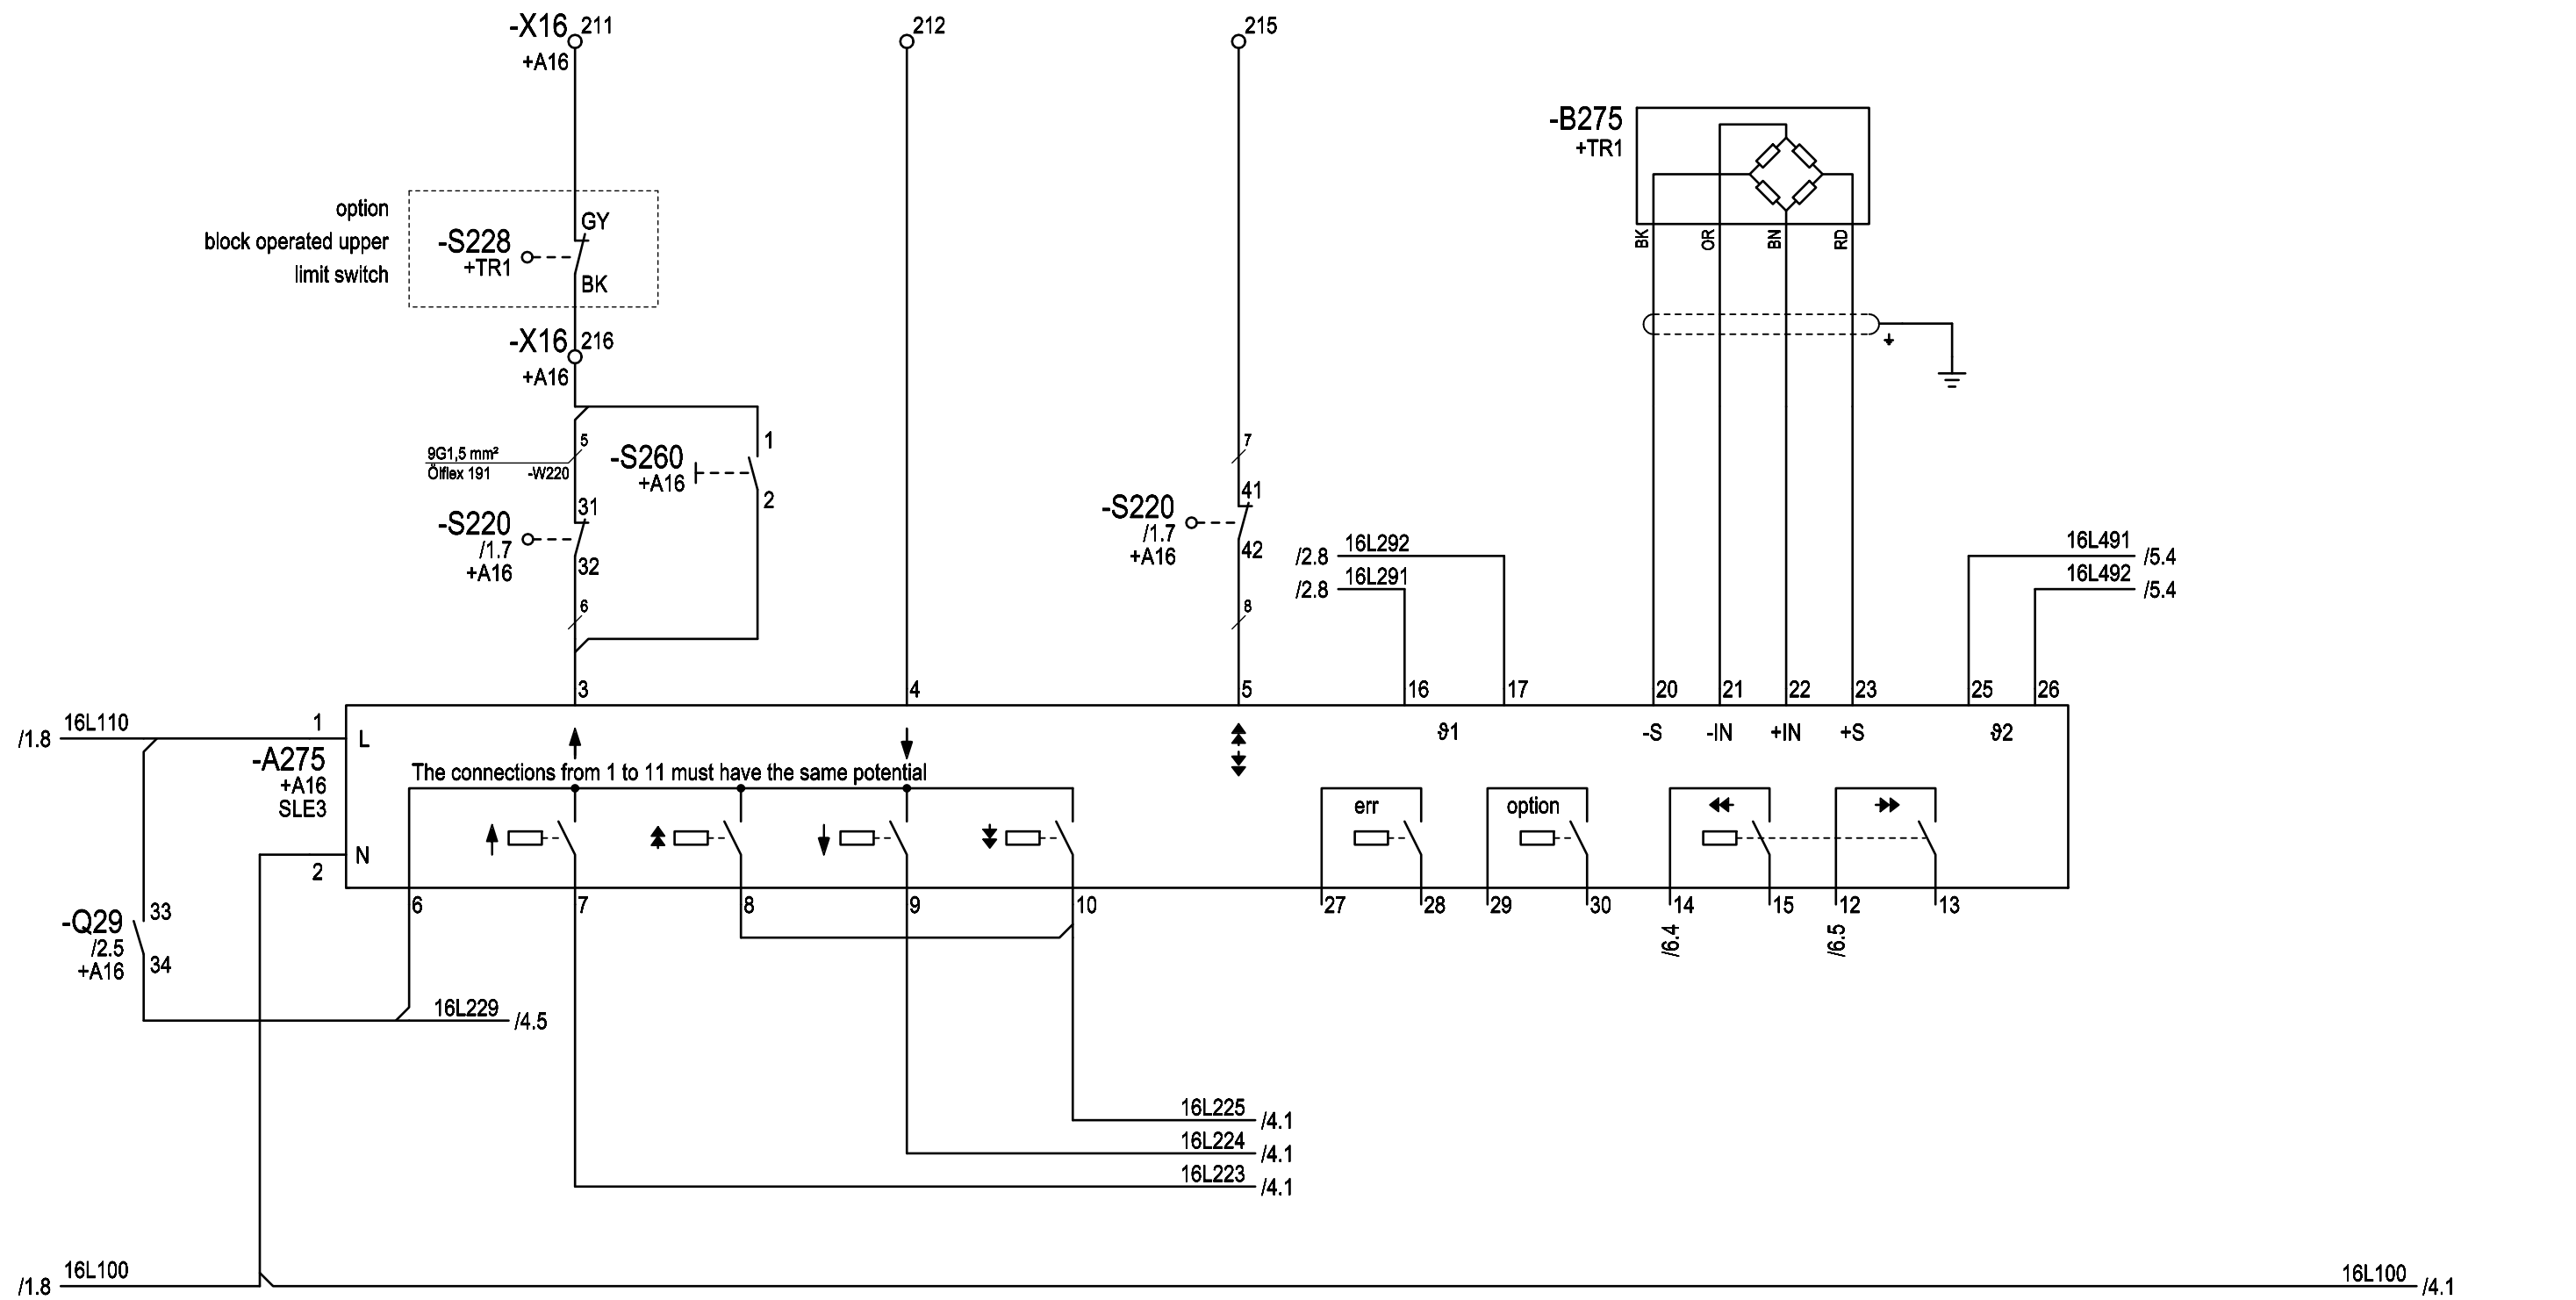 -X16 211
+A16
212
215
-B275
+TR1
BK OR BN RD
option
block operated upper
limit switch
GY
-S228
+TR1
BK
-X16 216
+A16
5
9G1,5 mm²
Ölflex 191 -W220
-S260
+A16
1
2
31
-S220
/1.7
+A16
32
6
7
41
-S220
/1.7
+A16
42
8
/2.8 16L292
/2.8 16L291
16L491 /5.4
16L492 /5.4
3 4 5 16 17 20 21 22 23 25 26
/1.8 16L110 1 L
-A275
+A16
SLE3
N
2
ϑ1 -S -IN +IN +S ϑ2
The connections from 1 to 11 must have the same potential
err option
6 7 8 9 10 27 28 29 30 14 15 12 13
/6.4 /6.5
33
-Q29
/2.5
+A16
34
16L229 /4.5
16L225 /4.1
16L224 /4.1
16L223 /4.1
/1.8 16L100
16L100 /4.1